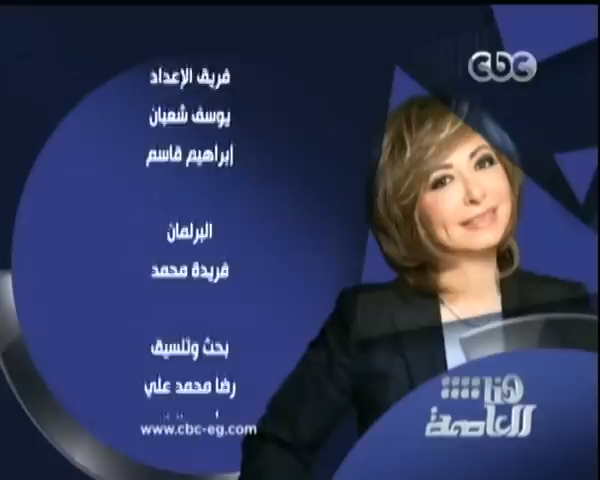 cbc
فريق الإعداد
يوسف شعبان
إبراهيم قاسم
البرلمان
فريدة محمد
بحث وتنسيق
رضا محمد علي
www.cbc-eg.com
هنا
العاصمة